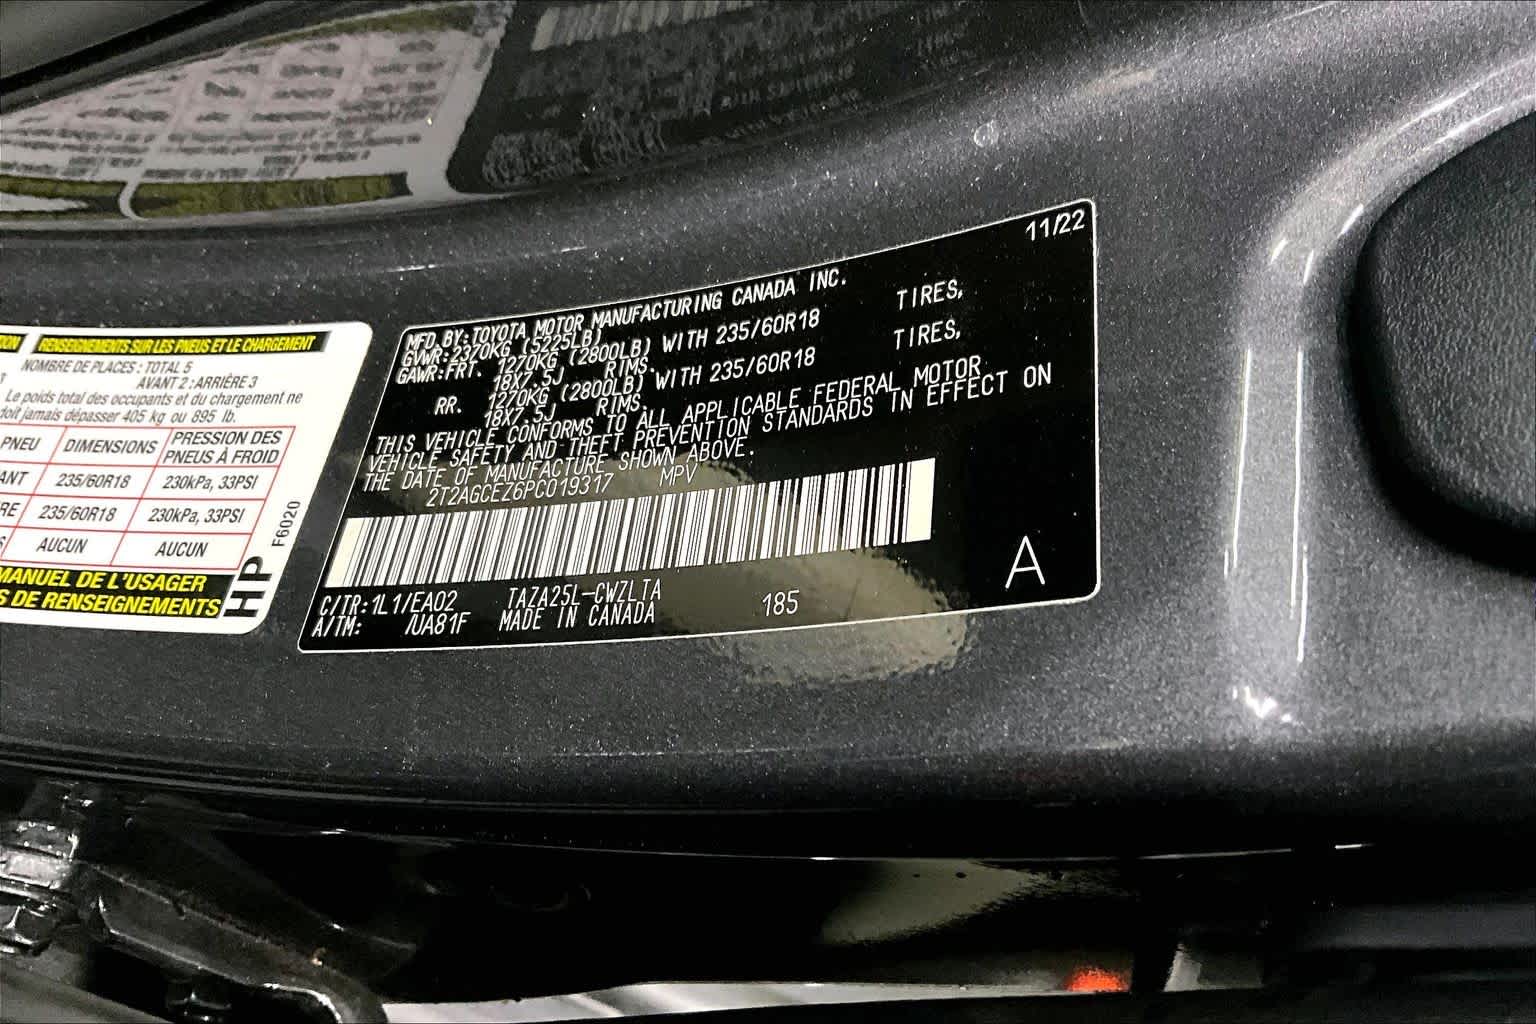 RENSEIGNEMENTS SUR LES PNEUS ET LE CHARGEMENT
NOMBRE DE PLACES : TOTAL 5
AVANT 2 : ARRIÈRE 3
Le poids total des occupants et du chargement ne
doit jamais dépasser 405 kg ou 895 lb.
PNEU DIMENSIONS PRESSION DES PNEUS À FROID
235/60R18 230kPa, 33PSI
235/60R18 230kPa, 33PSI
AUCUN AUCUN
MANUEL DE L'USAGER
DE RENSEIGNEMENTS
HP
F6020
11/22
MFD.BY:TOYOTA MOTOR MANUFACTURING CANADA INC.
GVWR:2370KG (5225LB)
GAWR:FRT. 1270KG (2800LB) WITH 235/60R18 TIRES,
18X7.5J RIMS.
RR. 1270KG (2800LB) WITH 235/60R18 TIRES,
18X7.5J RIMS.
THIS VEHICLE CONFORMS TO ALL APPLICABLE FEDERAL MOTOR
VEHICLE SAFETY AND THEFT PREVENTION STANDARDS IN EFFECT ON
THE DATE OF MANUFACTURE SHOWN ABOVE.
2T2AGCEZ6PC019317 MPV
C/TR:1L1/EA02 TAZA25L-CWZLTA
A/TM: /UA81F MADE IN CANADA 185
A